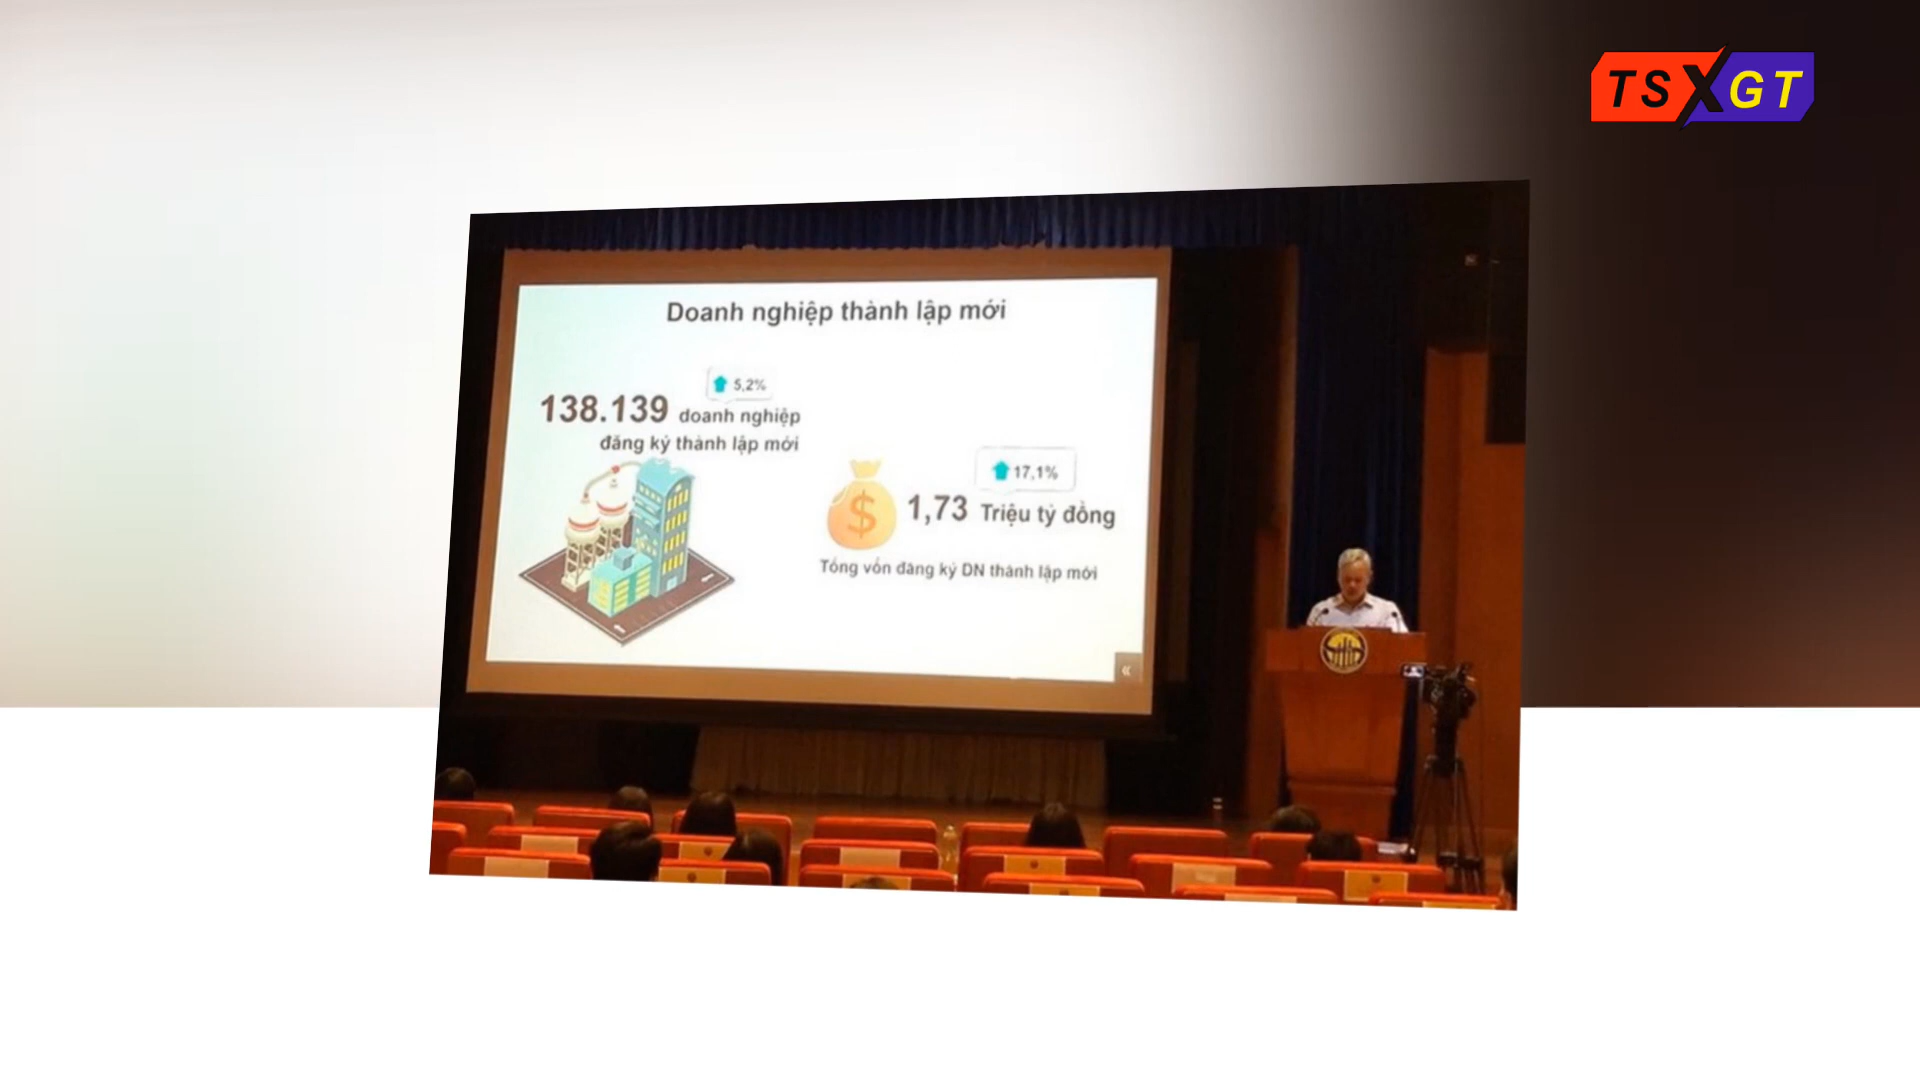 TSXGT
Doanh nghiệp thành lập mới
5,2%
138.139 doanh nghiệp
đăng ký thành lập mới
17,1%
$
1,73 Triệu tỷ đồng
Tổng vốn đăng ký DN thành lập mới
«